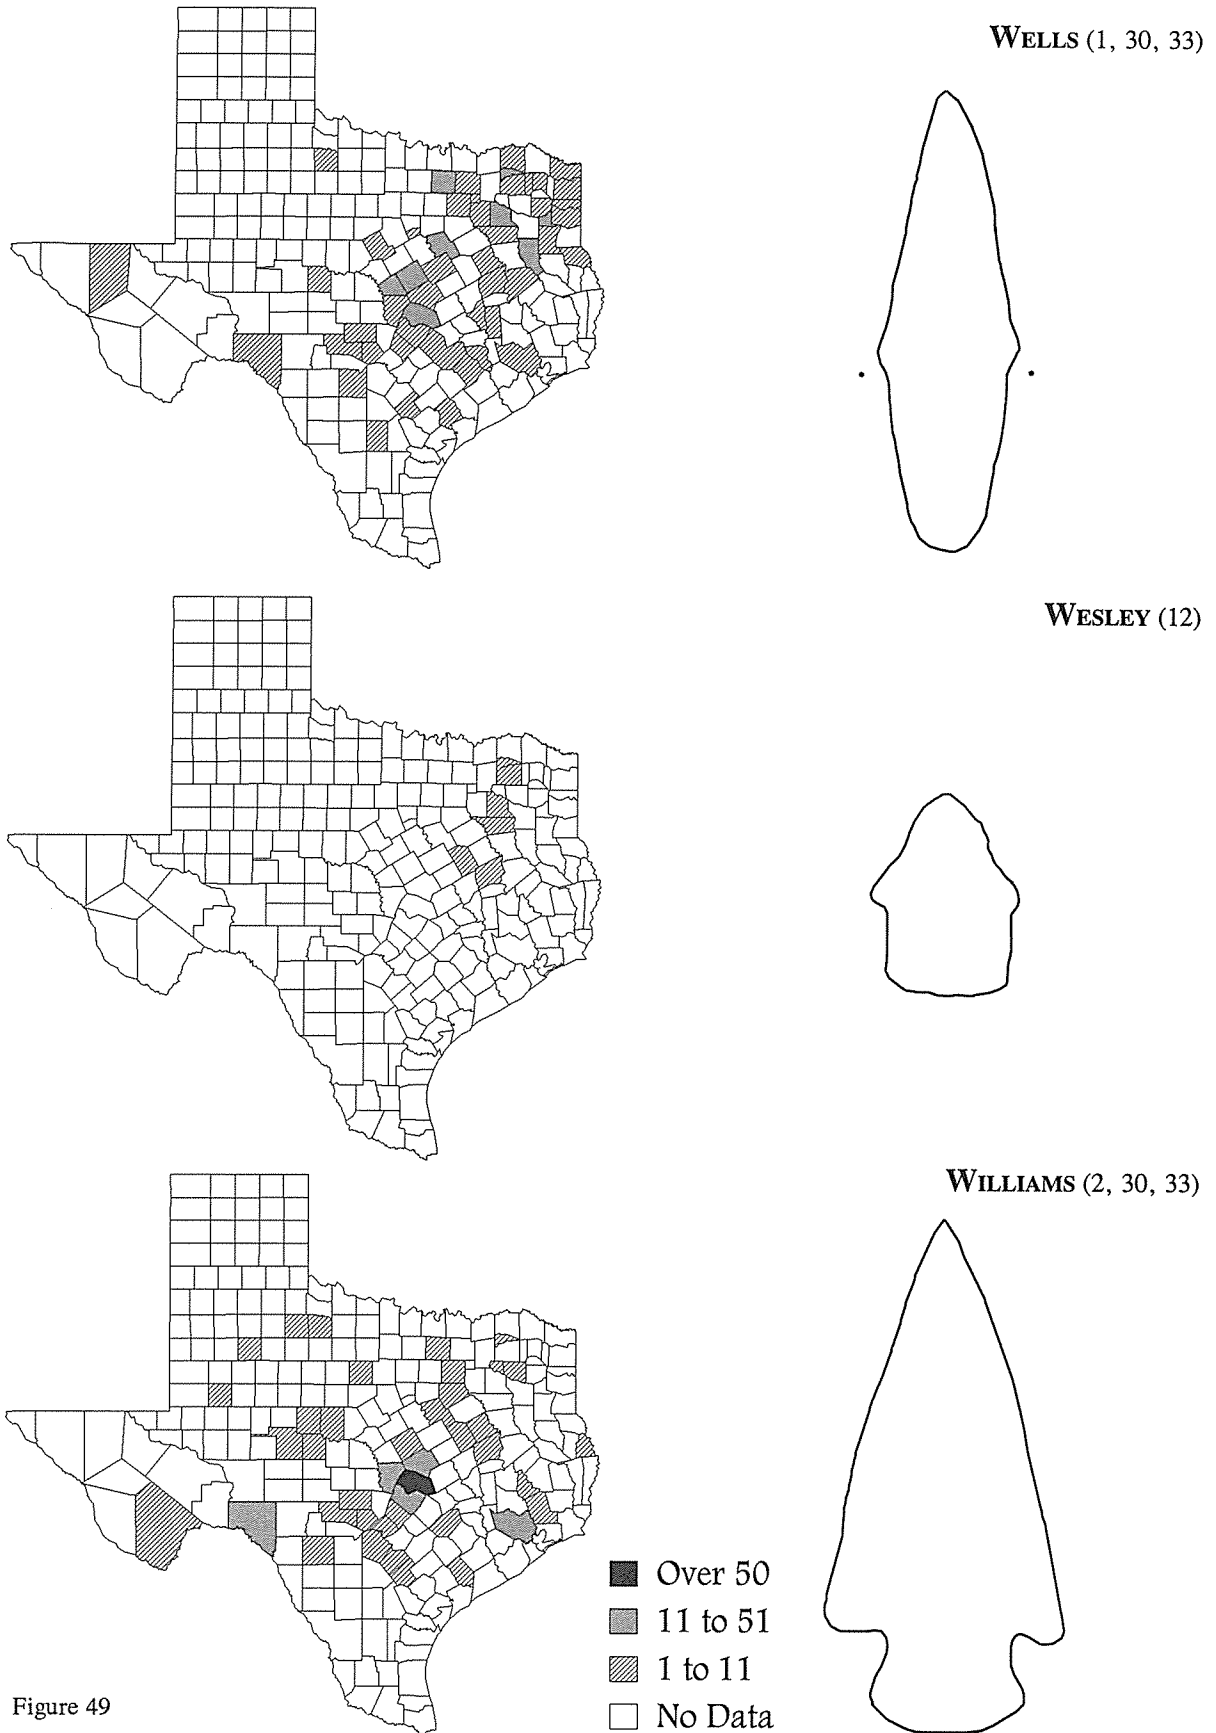 WELLS (1, 30, 33)
WESLEY (12)
WILLIAMS (2, 30, 33)
Over 50
11 to 51
1 to 11
No Data
Figure 49